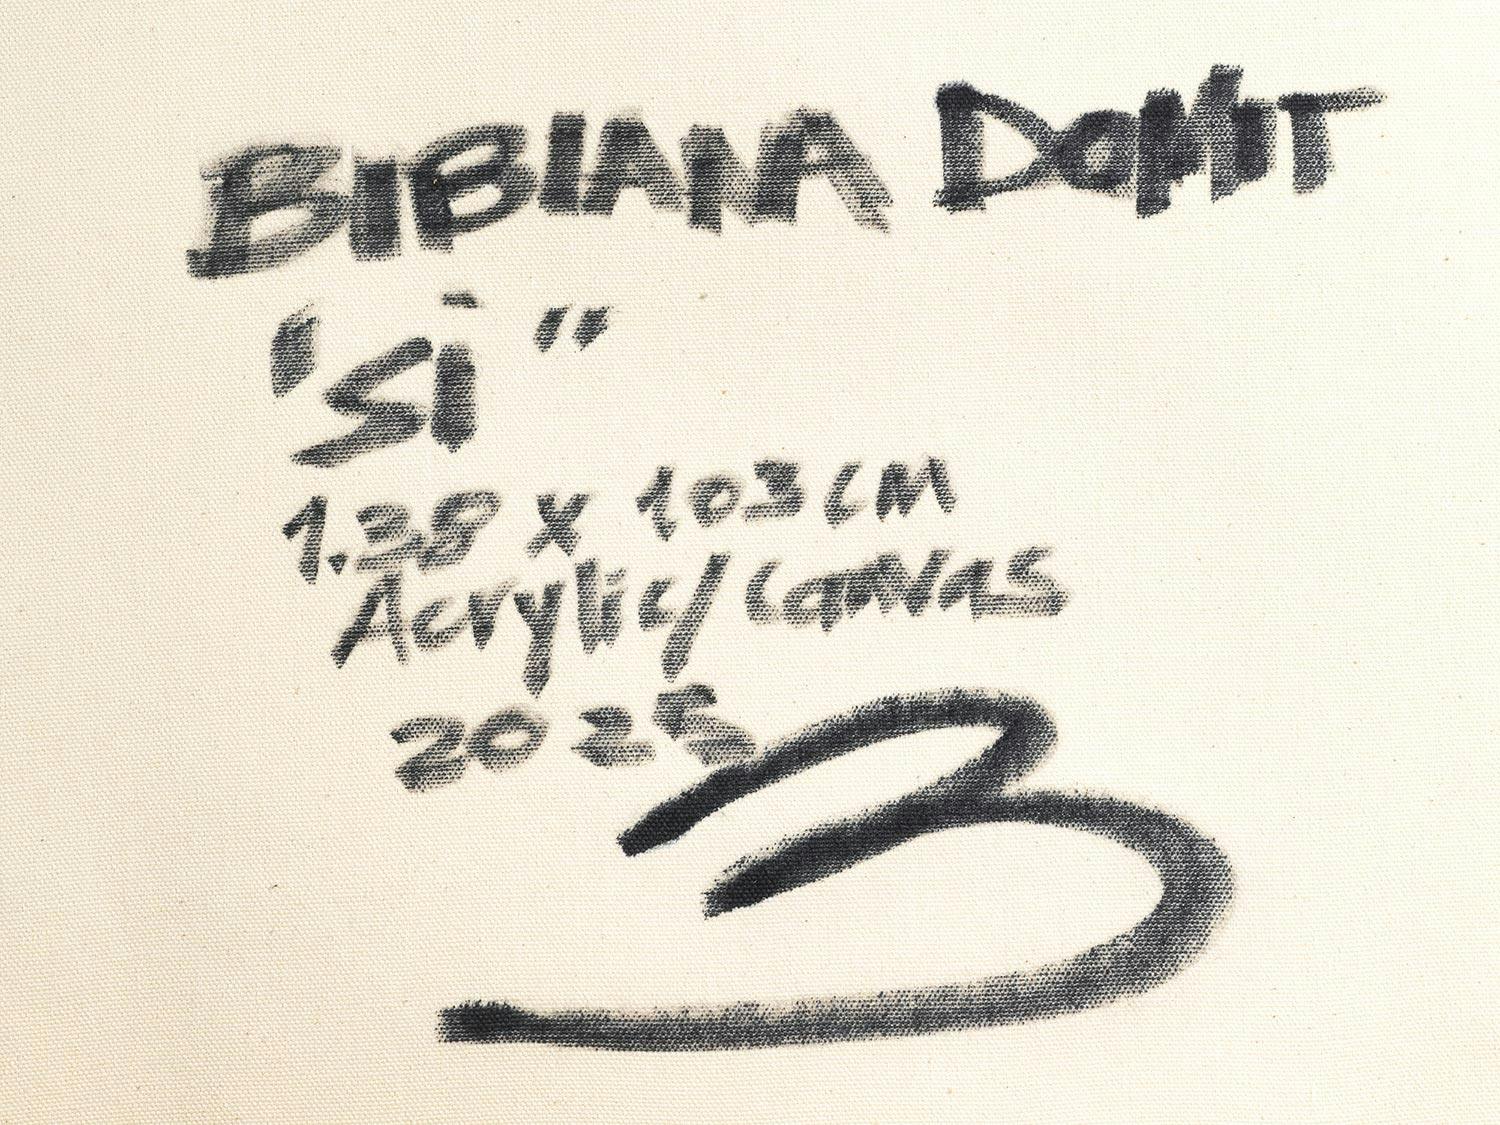 BIBIANA DOMIT
"Sí"
1.38 x 103 CM
Acrylic/Canvas
2025